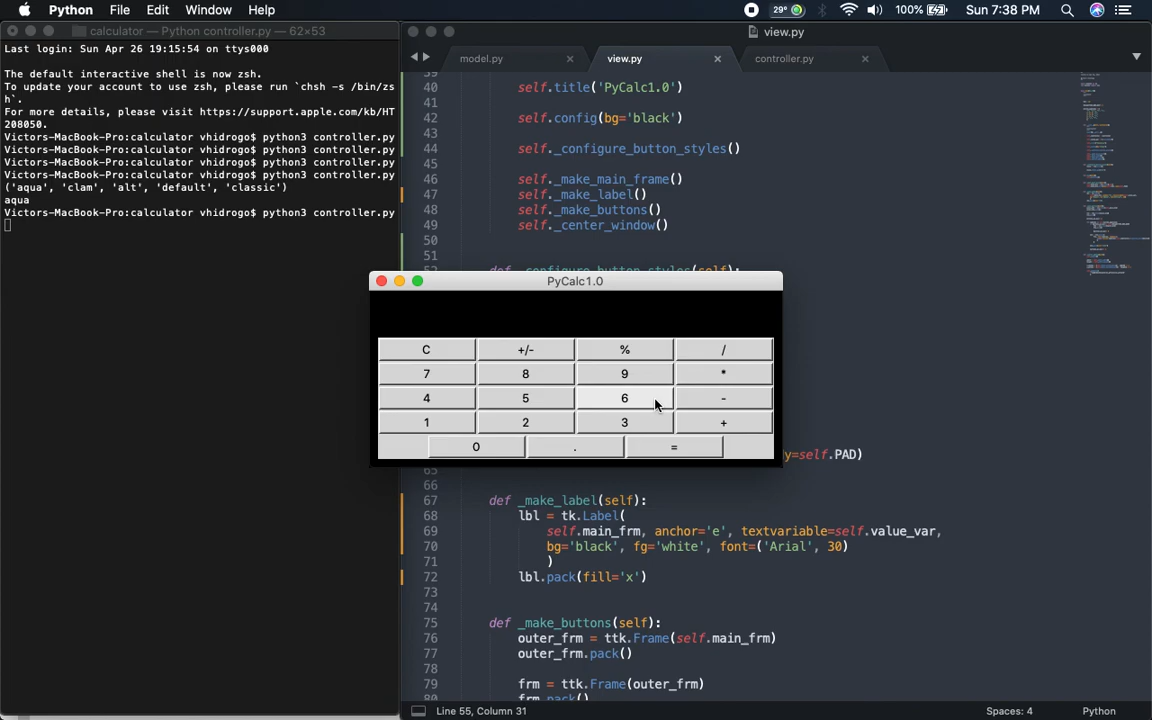 Python File Edit Window Help 29° 100% Sun 7:38 PM
calculator — Python controller.py — 62×53
Last login: Sun Apr 26 19:15:54 on ttys000
The default interactive shell is now zsh.
To update your account to use zsh, please run `chsh -s /bin/zs
h`.
For more details, please visit https://support.apple.com/kb/HT
208050.
Victors-MacBook-Pro:calculator vhidrogo$ python3 controller.py
Victors-MacBook-Pro:calculator vhidrogo$ python3 controller.py
Victors-MacBook-Pro:calculator vhidrogo$ python3 controller.py
Victors-MacBook-Pro:calculator vhidrogo$ python3 controller.py
('aqua', 'clam', 'alt', 'default', 'classic')
aqua
Victors-MacBook-Pro:calculator vhidrogo$ python3 controller.py
view.py
model.py view.py controller.py
39
40 self.title('PyCalc1.0')
41
42 self.config(bg='black')
43
44 self._configure_button_styles()
45
46 self._make_main_frame()
47 self._make_label()
48 self._make_buttons()
49 self._center_window()
50
51
52 def _configure_button_styles(self):
PyCalc1.0
C +/- % /
7 8 9 *
4 5 6 -
1 2 3 +
0 . =
y=self.PAD)
65
66
67 def _make_label(self):
68 lbl = tk.Label(
69 self.main_frm, anchor='e', textvariable=self.value_var,
70 bg='black', fg='white', font=('Arial', 30)
71 )
72 lbl.pack(fill='x')
73
74
75 def _make_buttons(self):
76 outer_frm = ttk.Frame(self.main_frm)
77 outer_frm.pack()
78
79 frm = ttk.Frame(outer_frm)
80 frm.pack()
Line 55, Column 31 Spaces: 4 Python